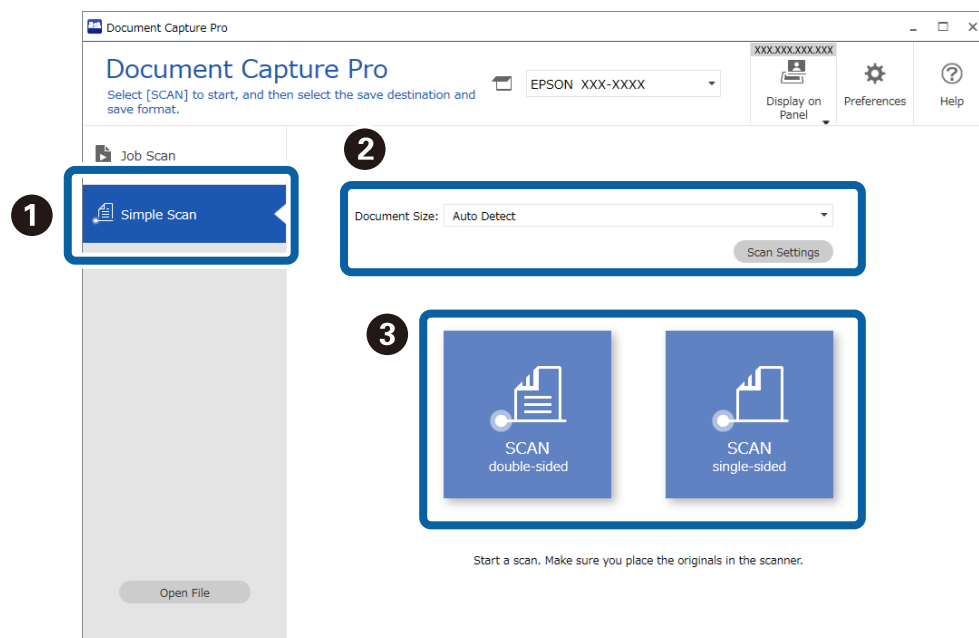 Document Capture Pro
Document Capture Pro
Select [SCAN] to start, and then select the save destination and
save format.
EPSON XXX-XXXX
XXX.XXX.XXX.XXX
Display on
Panel
Preferences
Help
Job Scan
1
Simple Scan
2
Document Size: Auto Detect
Scan Settings
3
SCAN
double-sided
SCAN
single-sided
Start a scan. Make sure you place the originals in the scanner.
Open File